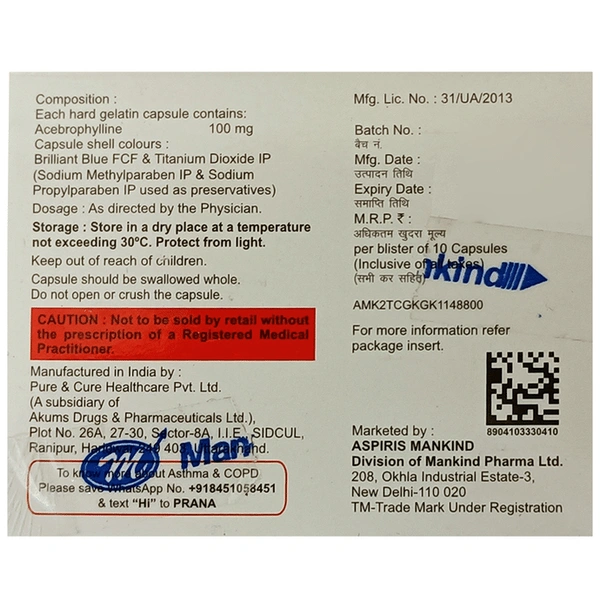 Composition :
Each hard gelatin capsule contains:
Acebrophylline 100 mg
Capsule shell colours :
Brilliant Blue FCF & Titanium Dioxide IP
(Sodium Methylparaben IP & Sodium
Propylparaben IP used as preservatives)
Dosage : As directed by the Physician.
Storage : Store in a dry place at a temperature
not exceeding 30ºC. Protect from light.
Keep out of reach of children.
Capsule should be swallowed whole.
Do not open or crush the capsule.
CAUTION : Not to be sold by retail without
the prescription of a Registered Medical
Practitioner.
Manufactured in India by :
Pure & Cure Healthcare Pvt. Ltd.
(A subsidiary of
Akums Drugs & Pharmaceuticals Ltd.),
Plot No. 26A, 27-30, Sector-8A, I.I.E., SIDCUL,
Ranipur, Haridwar-249 403, Uttarakhand.
Man
To know more about Asthma & COPD
Please save WhatsApp No. +918451058451
& text "Hi" to PRANA
Mfg. Lic. No. : 31/UA/2013
Batch No. :
बैच नं.
Mfg. Date :
उत्पादन तिथि
Expiry Date :
समाप्ति तिथि
M.R.P. ₹ :
अधिकतम खुदरा मूल्य
per blister of 10 Capsules
(Inclusive of all taxes)
(सभी कर सहित)
nkind
AMK2TCGKGK1148800
For more information refer
package insert.
8904103330410
Marketed by :
ASPIRIS MANKIND
Division of Mankind Pharma Ltd.
208, Okhla Industrial Estate-3,
New Delhi-110 020
TM-Trade Mark Under Registration